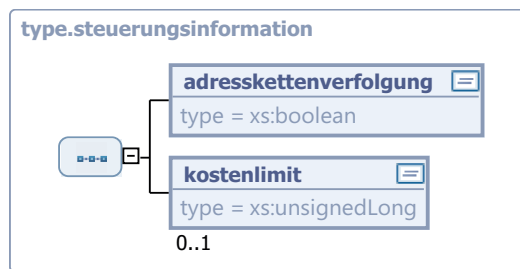 type.steuerungsinformation
adresskettenverfolgung
type = xs:boolean
kostenlimit
type = xs:unsignedLong
0..1